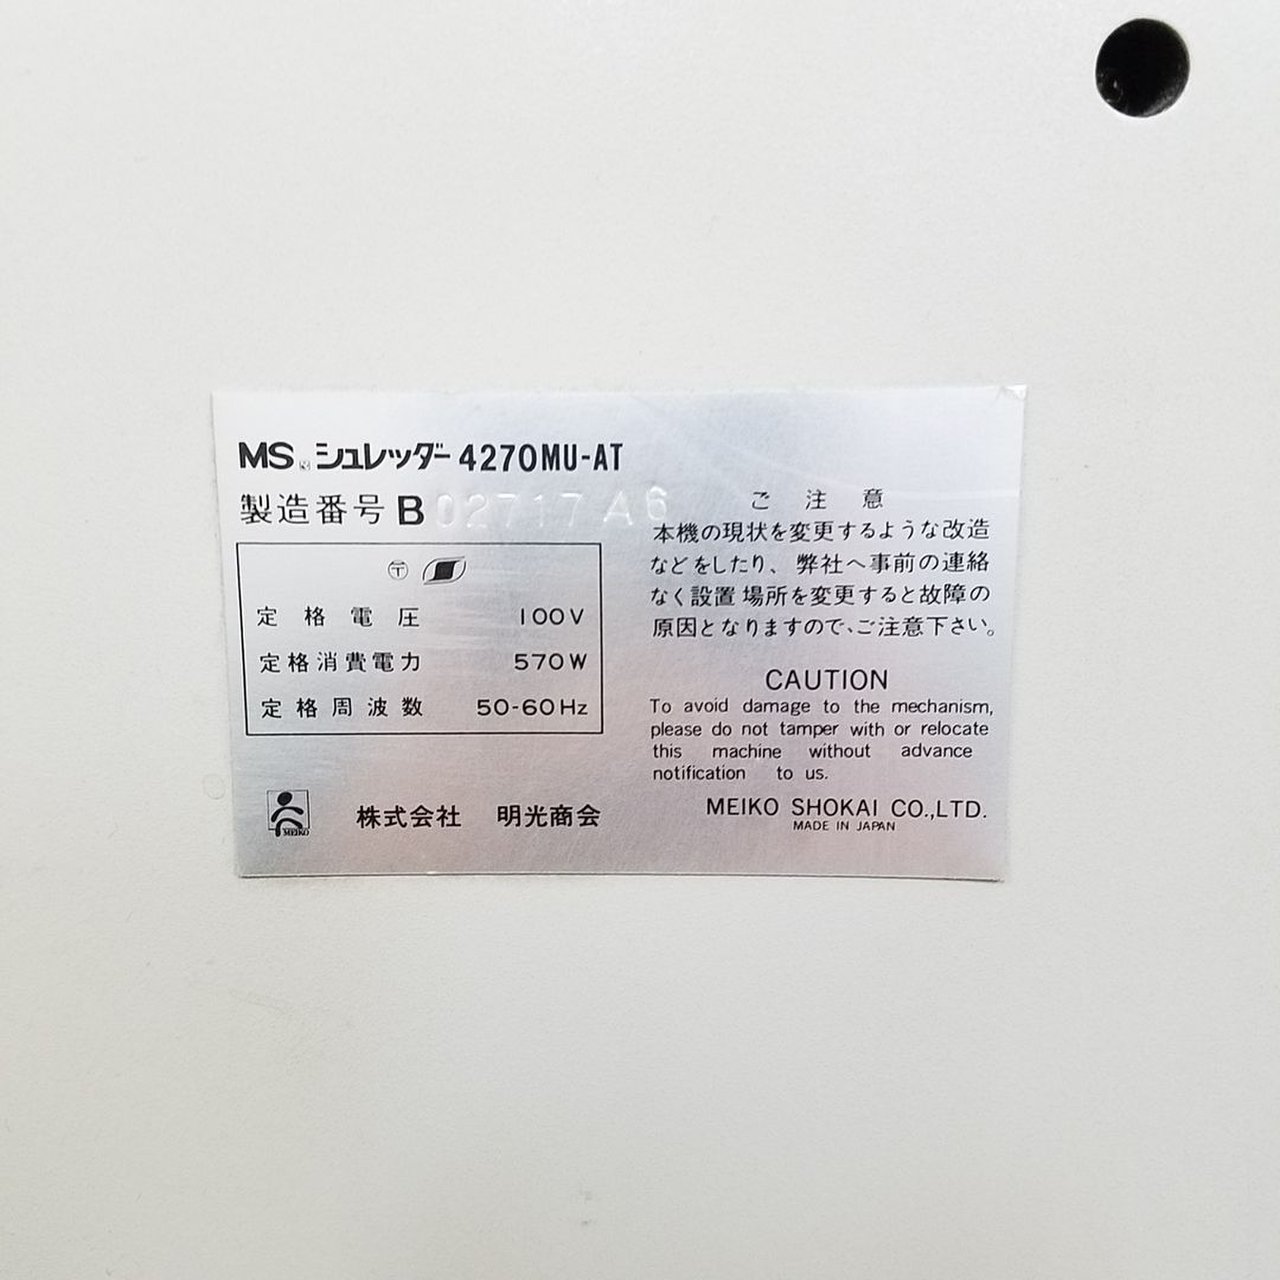 MS シュレッダー 4270MU-AT
製造番号 B 02717 A6
〒
定格電圧 100V
定格消費電力 570W
定格周波数 50-60Hz
MEIKO
株式会社 明光商会
ご注意
本機の現状を変更するような改造
などをしたり、弊社へ事前の連絡
なく設置場所を変更すると故障の
原因となりますので、ご注意下さい。
CAUTION
To avoid damage to the mechanism,
please do not tamper with or relocate
this machine without advance
notification to us.
MEIKO SHOKAI CO.,LTD.
MADE IN JAPAN